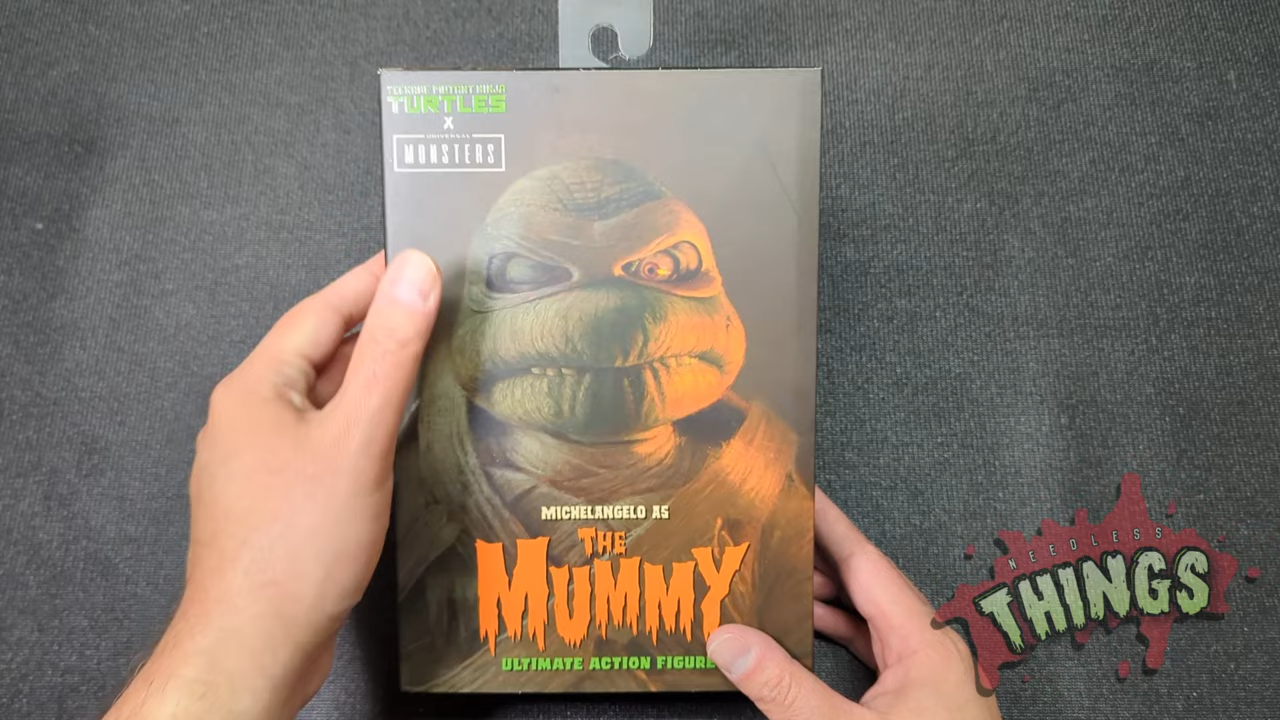 TEENAGE MUTANT NINJA
TURTLES
X
UNIVERSAL
MONSTERS
MICHELANGELO AS
THE
MUMMY
ULTIMATE ACTION FIGURE
NEEDLESS
THINGS